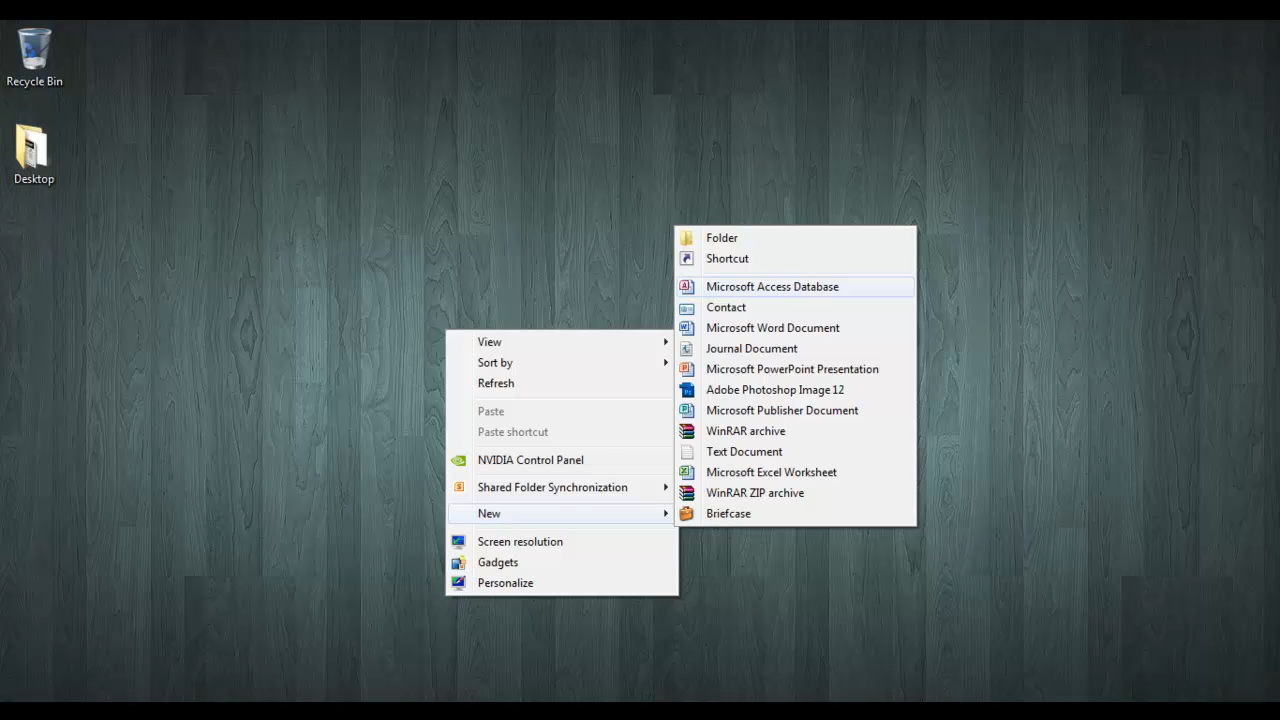 Recycle Bin
Desktop
Folder
Shortcut
Microsoft Access Database
Contact
Microsoft Word Document
Journal Document
Microsoft PowerPoint Presentation
Adobe Photoshop Image 12
Microsoft Publisher Document
WinRAR archive
Text Document
Microsoft Excel Worksheet
WinRAR ZIP archive
Briefcase
View
Sort by
Refresh
Paste
Paste shortcut
NVIDIA Control Panel
Shared Folder Synchronization
New
Screen resolution
Gadgets
Personalize